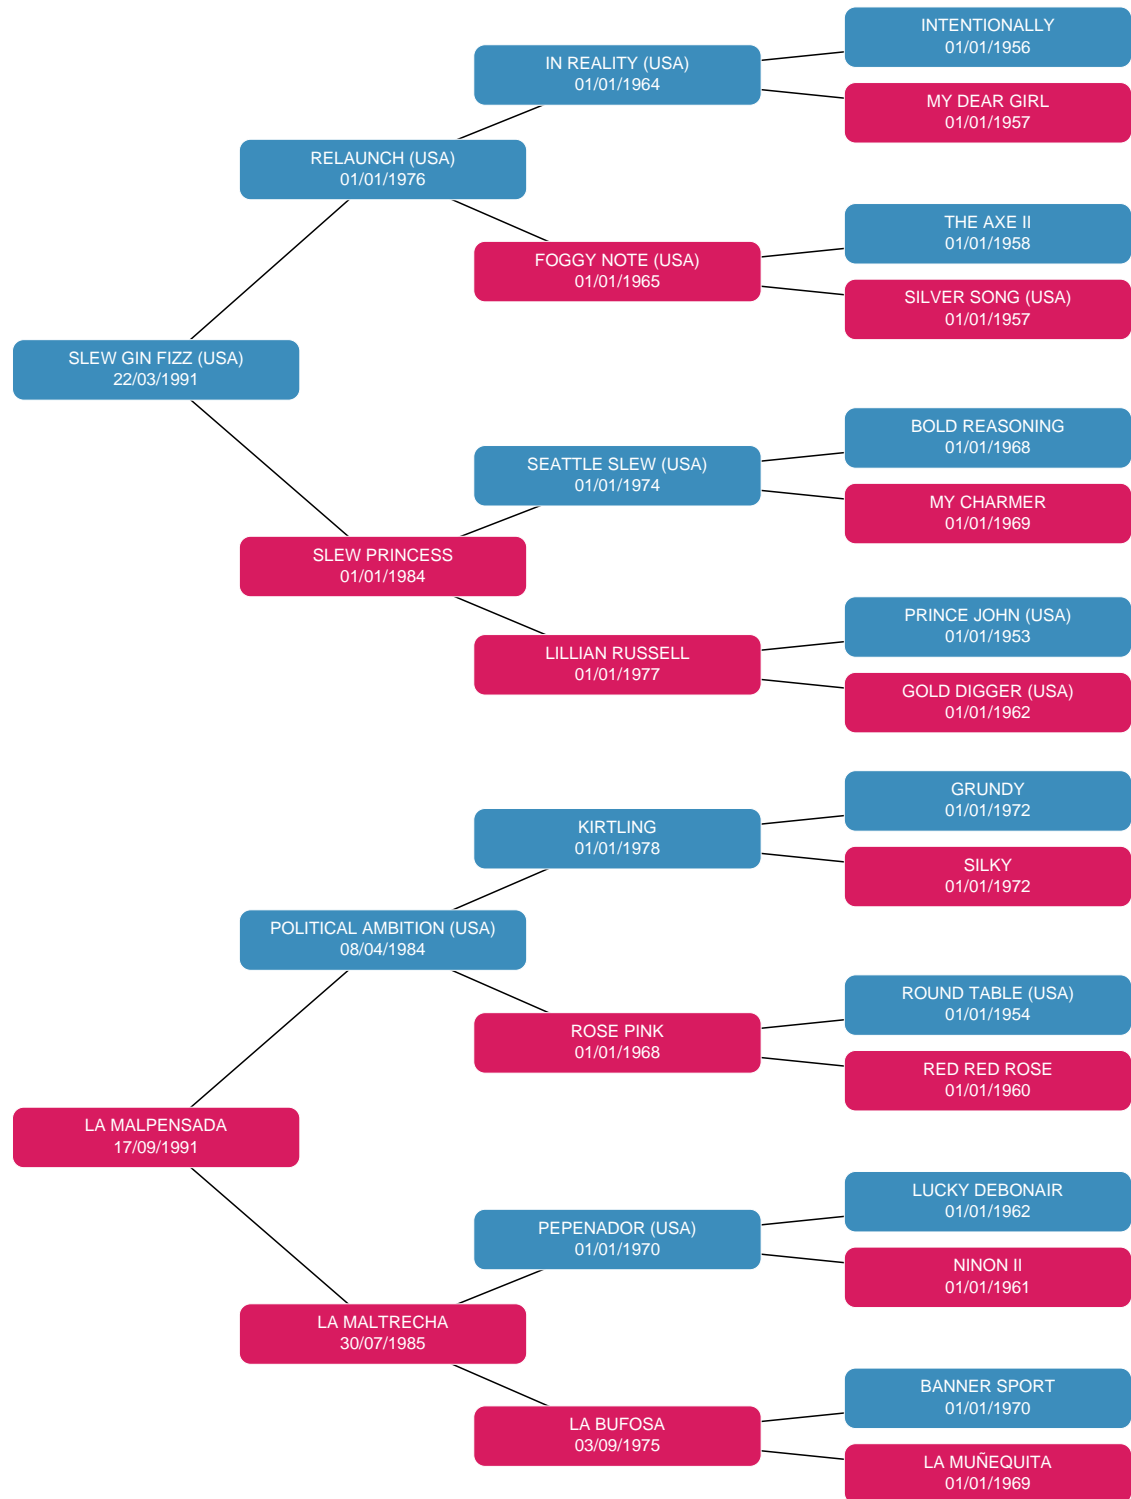 INTENTIONALLY
01/01/1956
IN REALITY (USA)
01/01/1964
MY DEAR GIRL
01/01/1957
RELAUNCH (USA)
01/01/1976
THE AXE II
01/01/1958
FOGGY NOTE (USA)
01/01/1965
SILVER SONG (USA)
01/01/1957
SLEW GIN FIZZ (USA)
22/03/1991
BOLD REASONING
01/01/1968
SEATTLE SLEW (USA)
01/01/1974
MY CHARMER
01/01/1969
SLEW PRINCESS
01/01/1984
PRINCE JOHN (USA)
01/01/1953
LILLIAN RUSSELL
01/01/1977
GOLD DIGGER (USA)
01/01/1962
GRUNDY
01/01/1972
KIRTLING
01/01/1978
SILKY
01/01/1972
POLITICAL AMBITION (USA)
08/04/1984
ROUND TABLE (USA)
01/01/1954
ROSE PINK
01/01/1968
RED RED ROSE
01/01/1960
LA MALPENSADA
17/09/1991
LUCKY DEBONAIR
01/01/1962
PEPENADOR (USA)
01/01/1970
NINON II
01/01/1961
LA MALTRECHA
30/07/1985
BANNER SPORT
01/01/1970
LA BUFOSA
03/09/1975
LA MUÑEQUITA
01/01/1969